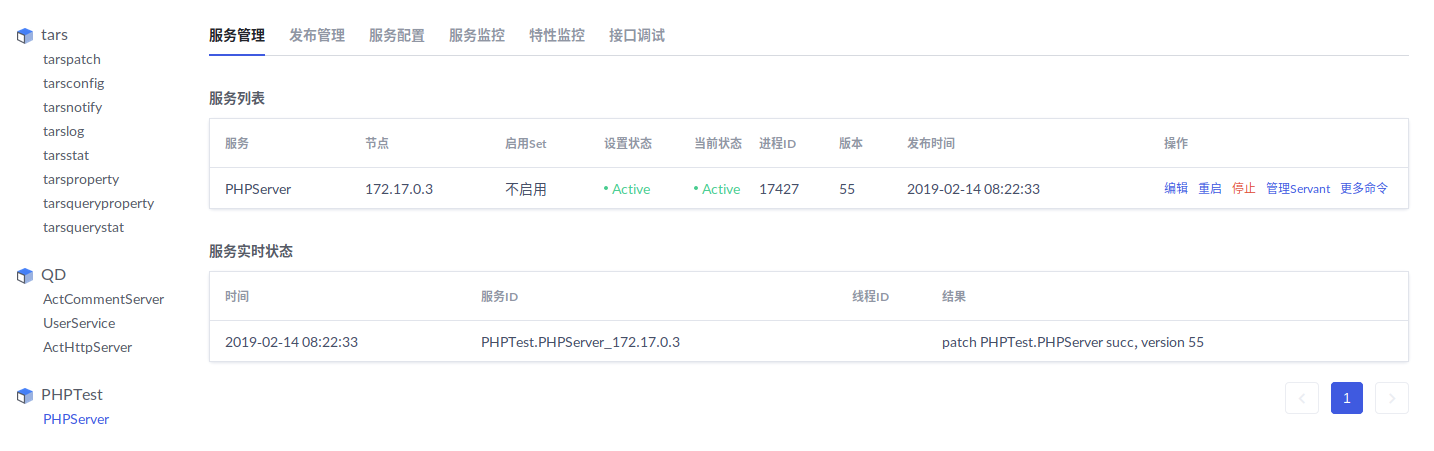 tars
tarspatch
tarsconfig
tarsnotify
tarslog
tarsstat
tarsproperty
tarsqueryproperty
tarsquerystat
QD
ActCommentServer
UserService
ActHttpServer
PHPTest
PHPServer
服务管理 发布管理 服务配置 服务监控 特性监控 接口调试
服务列表
服务 节点 启用Set 设置状态 当前状态 进程ID 版本 发布时间 操作
PHPServer 172.17.0.3 不启用 Active Active 17427 55 2019-02-14 08:22:33 编辑 重启 停止 管理Servant 更多命令
服务实时状态
时间 服务ID 线程ID 结果
2019-02-14 08:22:33 PHPTest.PHPServer_172.17.0.3 patch PHPTest.PHPServer succ, version 55
1